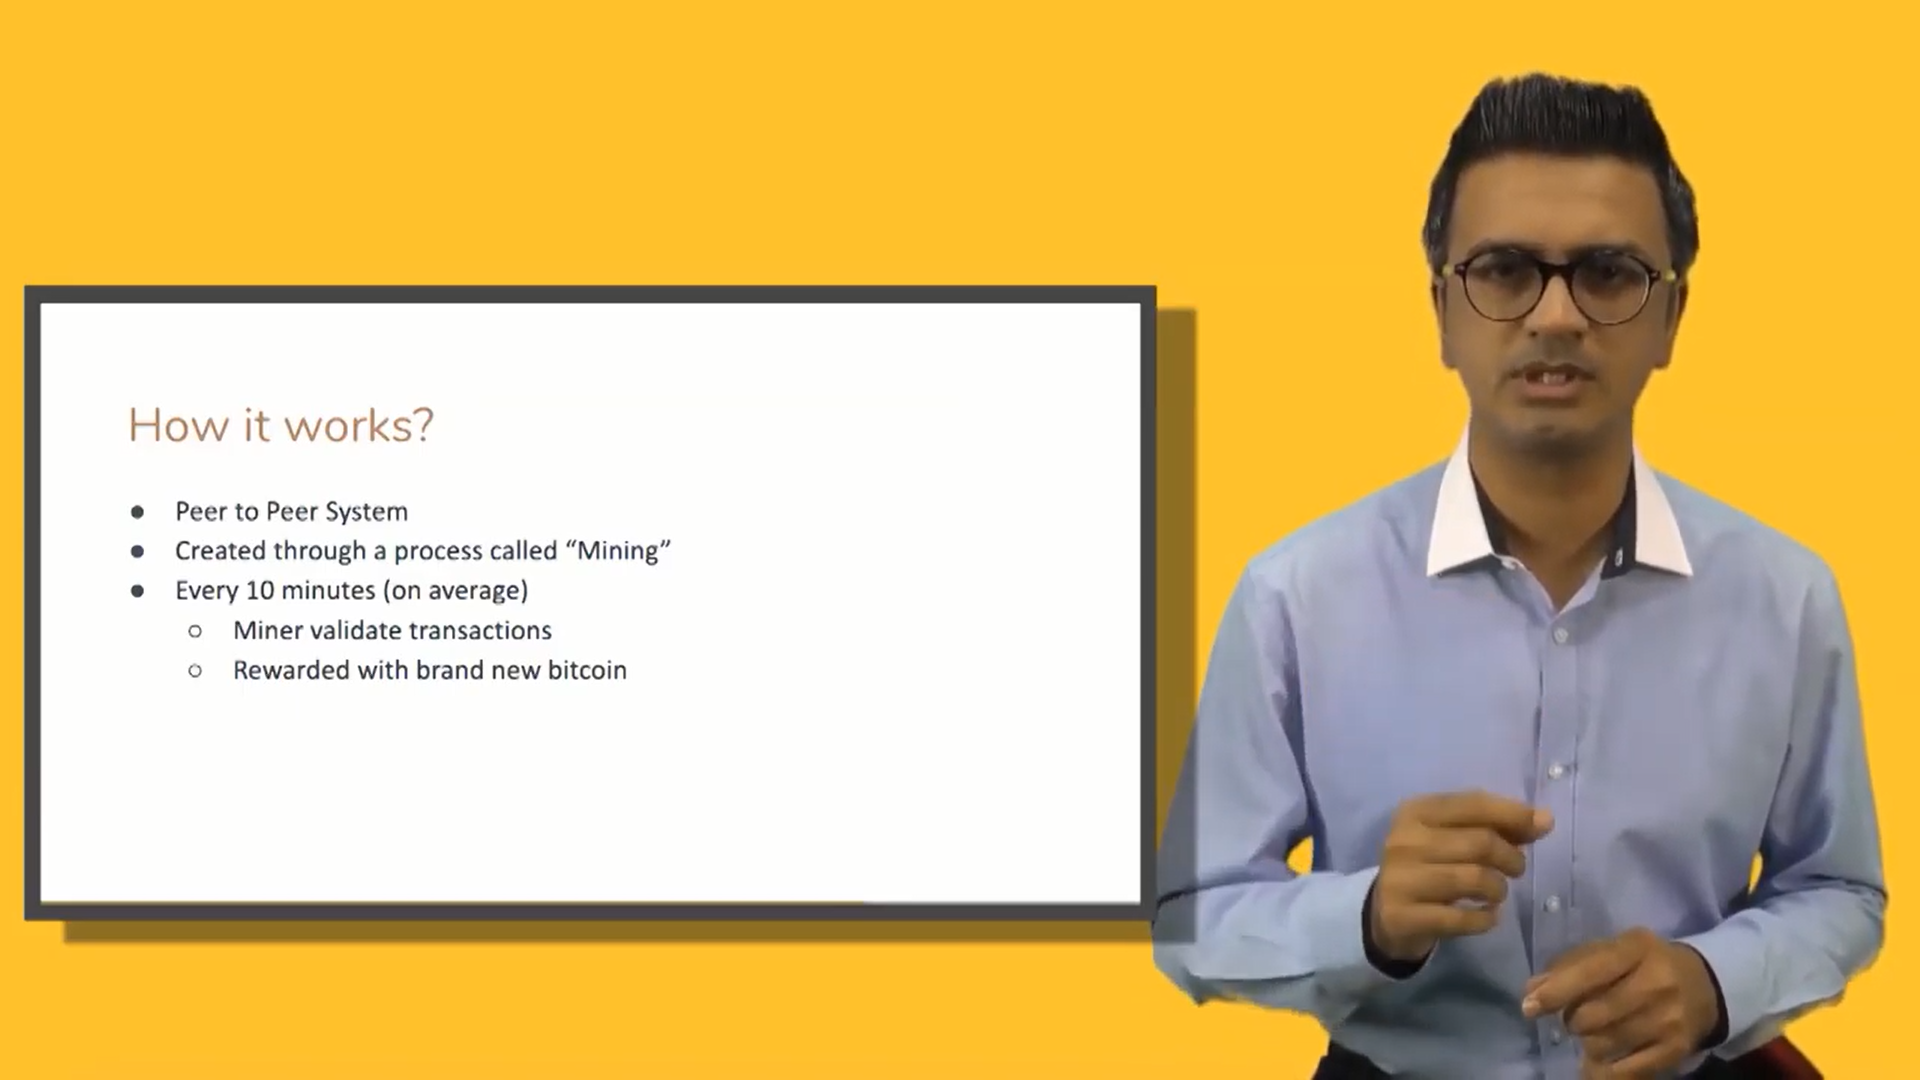 How it works?
● Peer to Peer System
● Created through a process called “Mining”
● Every 10 minutes (on average)
○ Miner validate transactions
○ Rewarded with brand new bitcoin